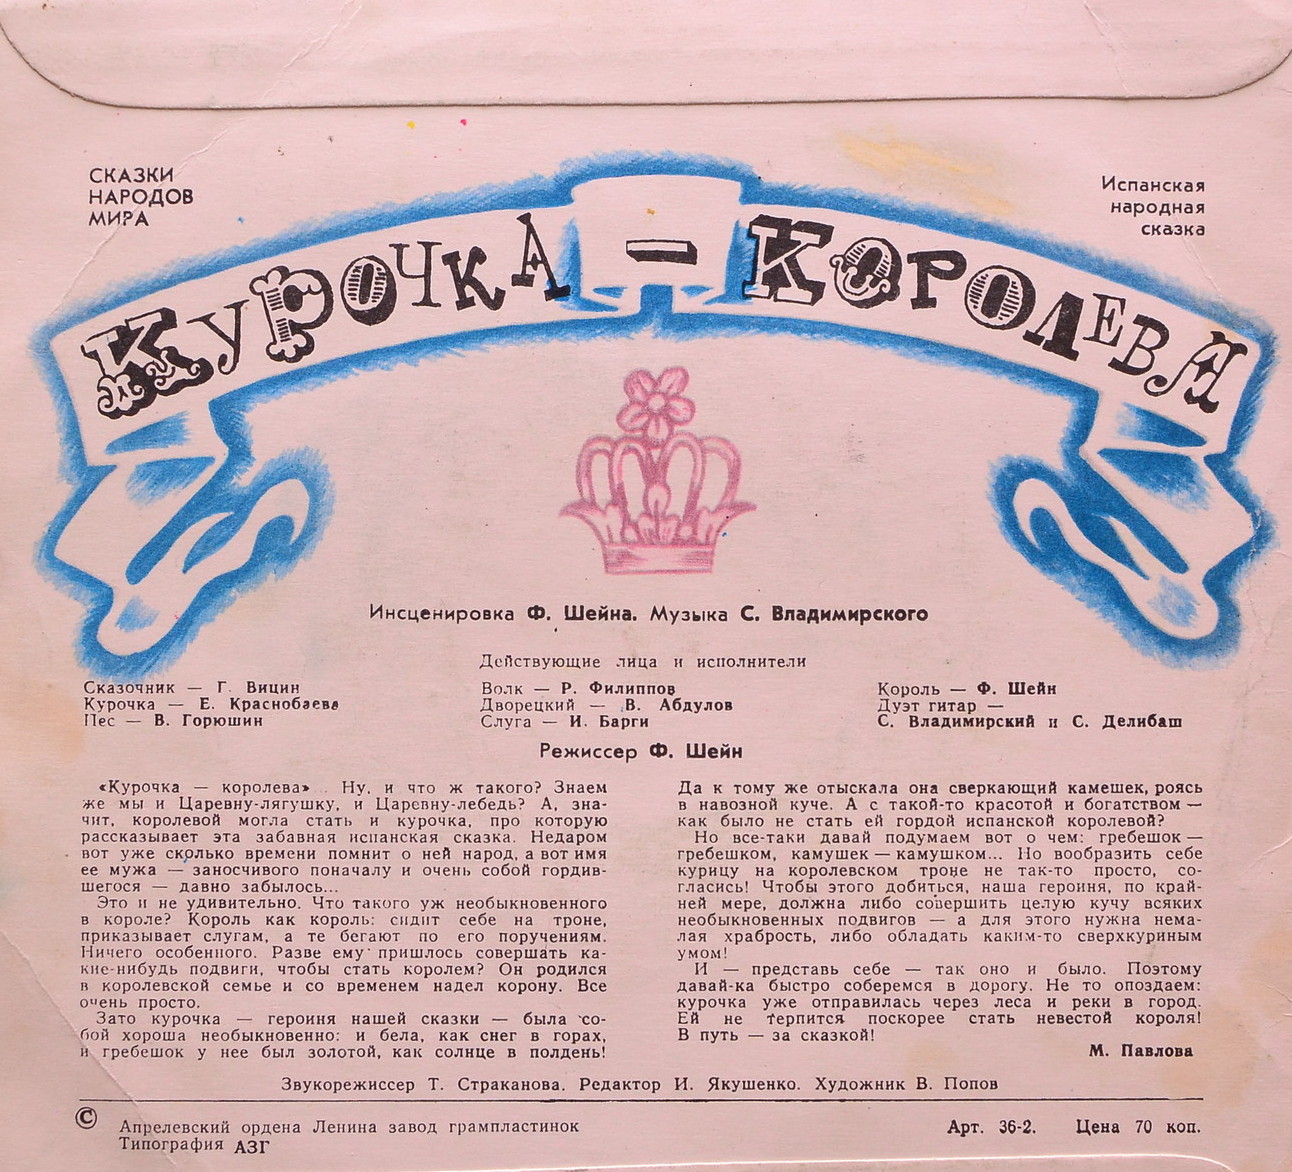 СКАЗКИ
НАРОДОВ
МИРА
Испанская
народная
сказка
КУРОЧКА — КОРОЛЕВА
Инсценировка Ф. Шейна. Музыка С. Владимирского
Действующие лица и исполнители
Сказочник — Г. Вицин
Курочка — Е. Краснобаева
Пес — В. Горюшин
Волк — Р. Филиппов
Дворецкий — В. Абдулов
Слуга — И. Барги
Король — Ф. Шейн
Дуэт гитар —
С. Владимирский и С. Делибаш
Режиссер Ф. Шейн
«Курочка — королева» . Ну, и что ж такого? Знаем
же мы и Царевну-лягушку, и Царевну-лебедь? А, зна-
чит, королевой могла стать и курочка, про которую
рассказывает эта забавная испанская сказка. Недаром
вот уже сколько времени помнит о ней народ, а вот имя
ее мужа — заносчивого поначалу и очень собой гордив-
шегося — давно забылось...
Это и не удивительно. Что такого уж необыкновенного
в короле? Король как король: сидит себе на троне,
приказывает слугам, а те бегают по его поручениям.
Ничего особенного. Разве ему пришлось совершать ка-
кие-нибудь подвиги, чтобы стать королем? Он родился
в королевской семье и со временем надел корону. Все
очень просто.
Зато курочка — героиня нашей сказки — была со-
бой хороша необыкновенно: и бела, как снег в горах,
и гребешок у нее был золотой, как солнце в полдень!
Да к тому же отыскала она сверкающий камешек, роясь
в навозной куче. А с такой-то красотой и богатством —
как было не стать ей гордой испанской королевой?
Но все-таки давай подумаем вот о чем: гребешок —
гребешком, камушек — камушком... Но вообразить себе
курицу на королевском троне не так-то просто, со-
гласись! Чтобы этого добиться, наша героиня, по край-
ней мере, должна либо совершить целую кучу всяких
необыкновенных подвигов — а для этого нужна нема-
лая храбрость, либо обладать каким-то сверхкуриным
умом!
И — представь себе — так оно и было. Поэтому
давай-ка быстро соберемся в дорогу. Не то опоздаем:
курочка уже отправилась через леса и реки в город.
Ей не терпится поскорее стать невестой короля!
В путь — за сказкой!
М. Павлова
Звукорежиссер Т. Страканова. Редактор И. Якушенко. Художник В. Попов
© Апрелевский ордена Ленина завод грампластинок
Типография АЗГ
Арт. 36-2. Цена 70 коп.